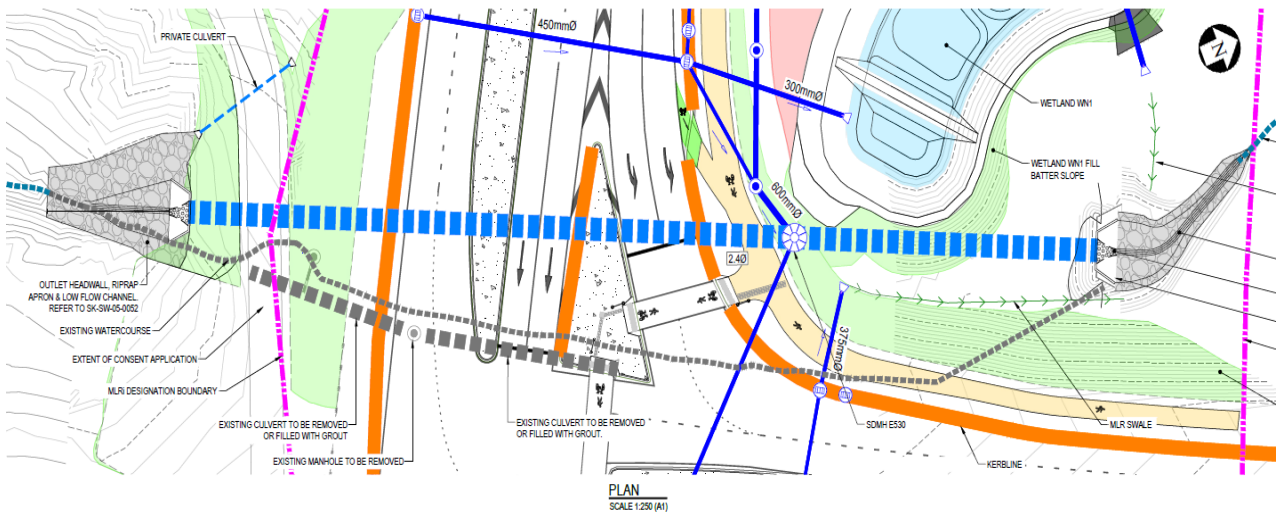 PRIVATE CULVERT
450mmØ
N
300mmØ
WETLAND WN1
WETLAND WN1 FILL
BATTER SLOPE
600mmØ
2.4Ø
OUTLET HEADWALL, RIPRAP
APRON & LOW FLOW CHANNEL.
REFER TO SK-SW-05-0052
EXISTING WATERCOURSE
EXTENT OF CONSENT APPLICATION
375mmØ
MLRi DESIGNATION BOUNDARY
EXISTING CULVERT TO BE REMOVED
OR FILLED WITH GROUT
EXISTING CULVERT TO BE REMOVED
OR FILLED WITH GROUT.
SDMH E530
MLR SWALE
EXISTING MANHOLE TO BE REMOVED
KERBLINE
PLAN
SCALE 1:250 (A1)